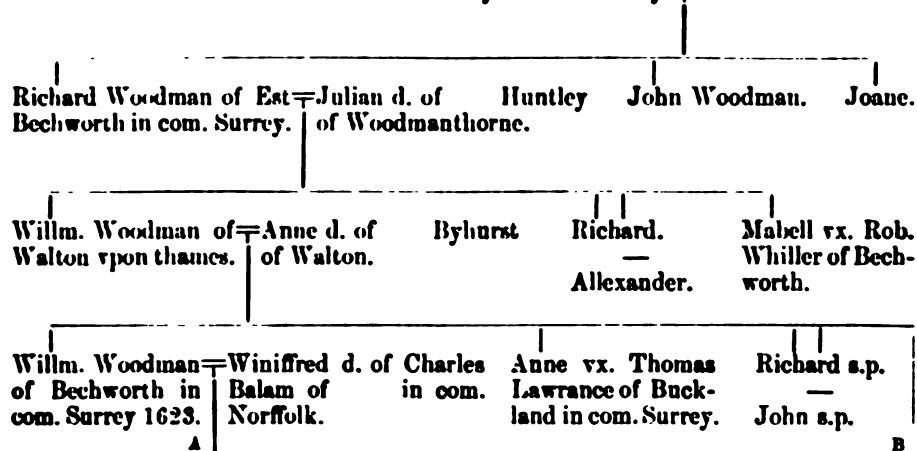 Richard Woodman of Est Julian d. of Huntley John Woodman. Joane.
Bechworth in com. Surrey. of Woodmanthorne.
Willm. Woodman of Anne d. of Byhurst Richard. Mabell vx. Rob.
Walton vpon thames. of Walton. — Whiller of Bech-
Allexander. worth.
Willm. Woodman Winiffred d. of Charles Anne vx. Thomas Richard s.p.
of Bechworth in Balam of in com. Lawrance of Buck- —
com. Surrey 1623. Norffolk. land in com. Surrey. John s.p.
A B